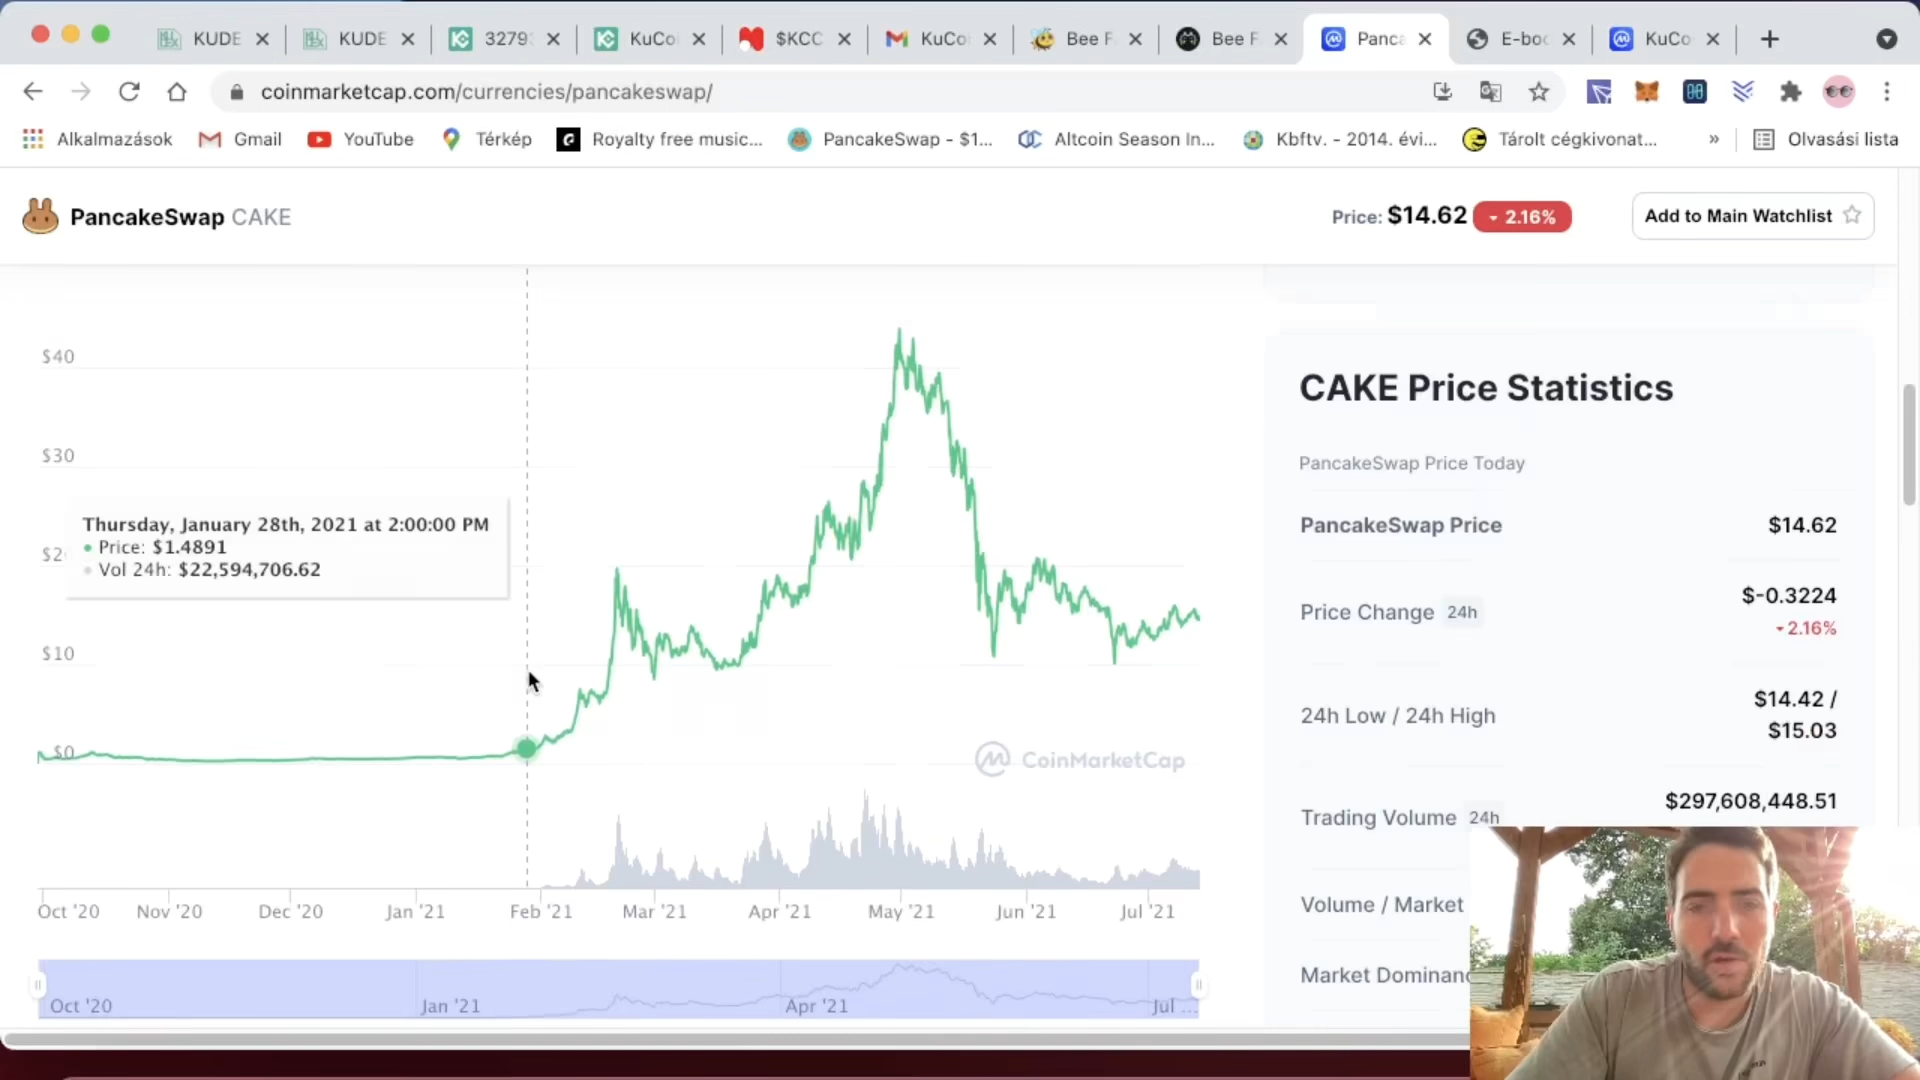 KUDE
KUDE
3279
KuCoi
$KCC
KuCo
Bee F
Bee F
Panca
E-boo
KuCo
coinmarketcap.com/currencies/pancakeswap/
Alkalmazások
Gmail
YouTube
Térkép
Royalty free music...
PancakeSwap - $1...
Altcoin Season In...
Kbftv. - 2014. évi...
Tárolt cégkivonat...
»
Olvasási lista
PancakeSwap CAKE
Price: $14.62 2.16%
Add to Main Watchlist
$40
$30
$2
$10
$0
Thursday, January 28th, 2021 at 2:00:00 PM
Price: $1.4891
Vol 24h: $22,594,706.62
CoinMarketCap
Oct '20 Nov '20 Dec '20 Jan '21 Feb '21 Mar '21 Apr '21 May '21 Jun '21 Jul '21
Oct '20 Jan '21 Apr '21 Jul ...
CAKE Price Statistics
PancakeSwap Price Today
PancakeSwap Price $14.62
Price Change 24h $-0.3224
2.16%
24h Low / 24h High $14.42 /
$15.03
Trading Volume 24h $297,608,448.51
Volume / Market
Market Dominanc